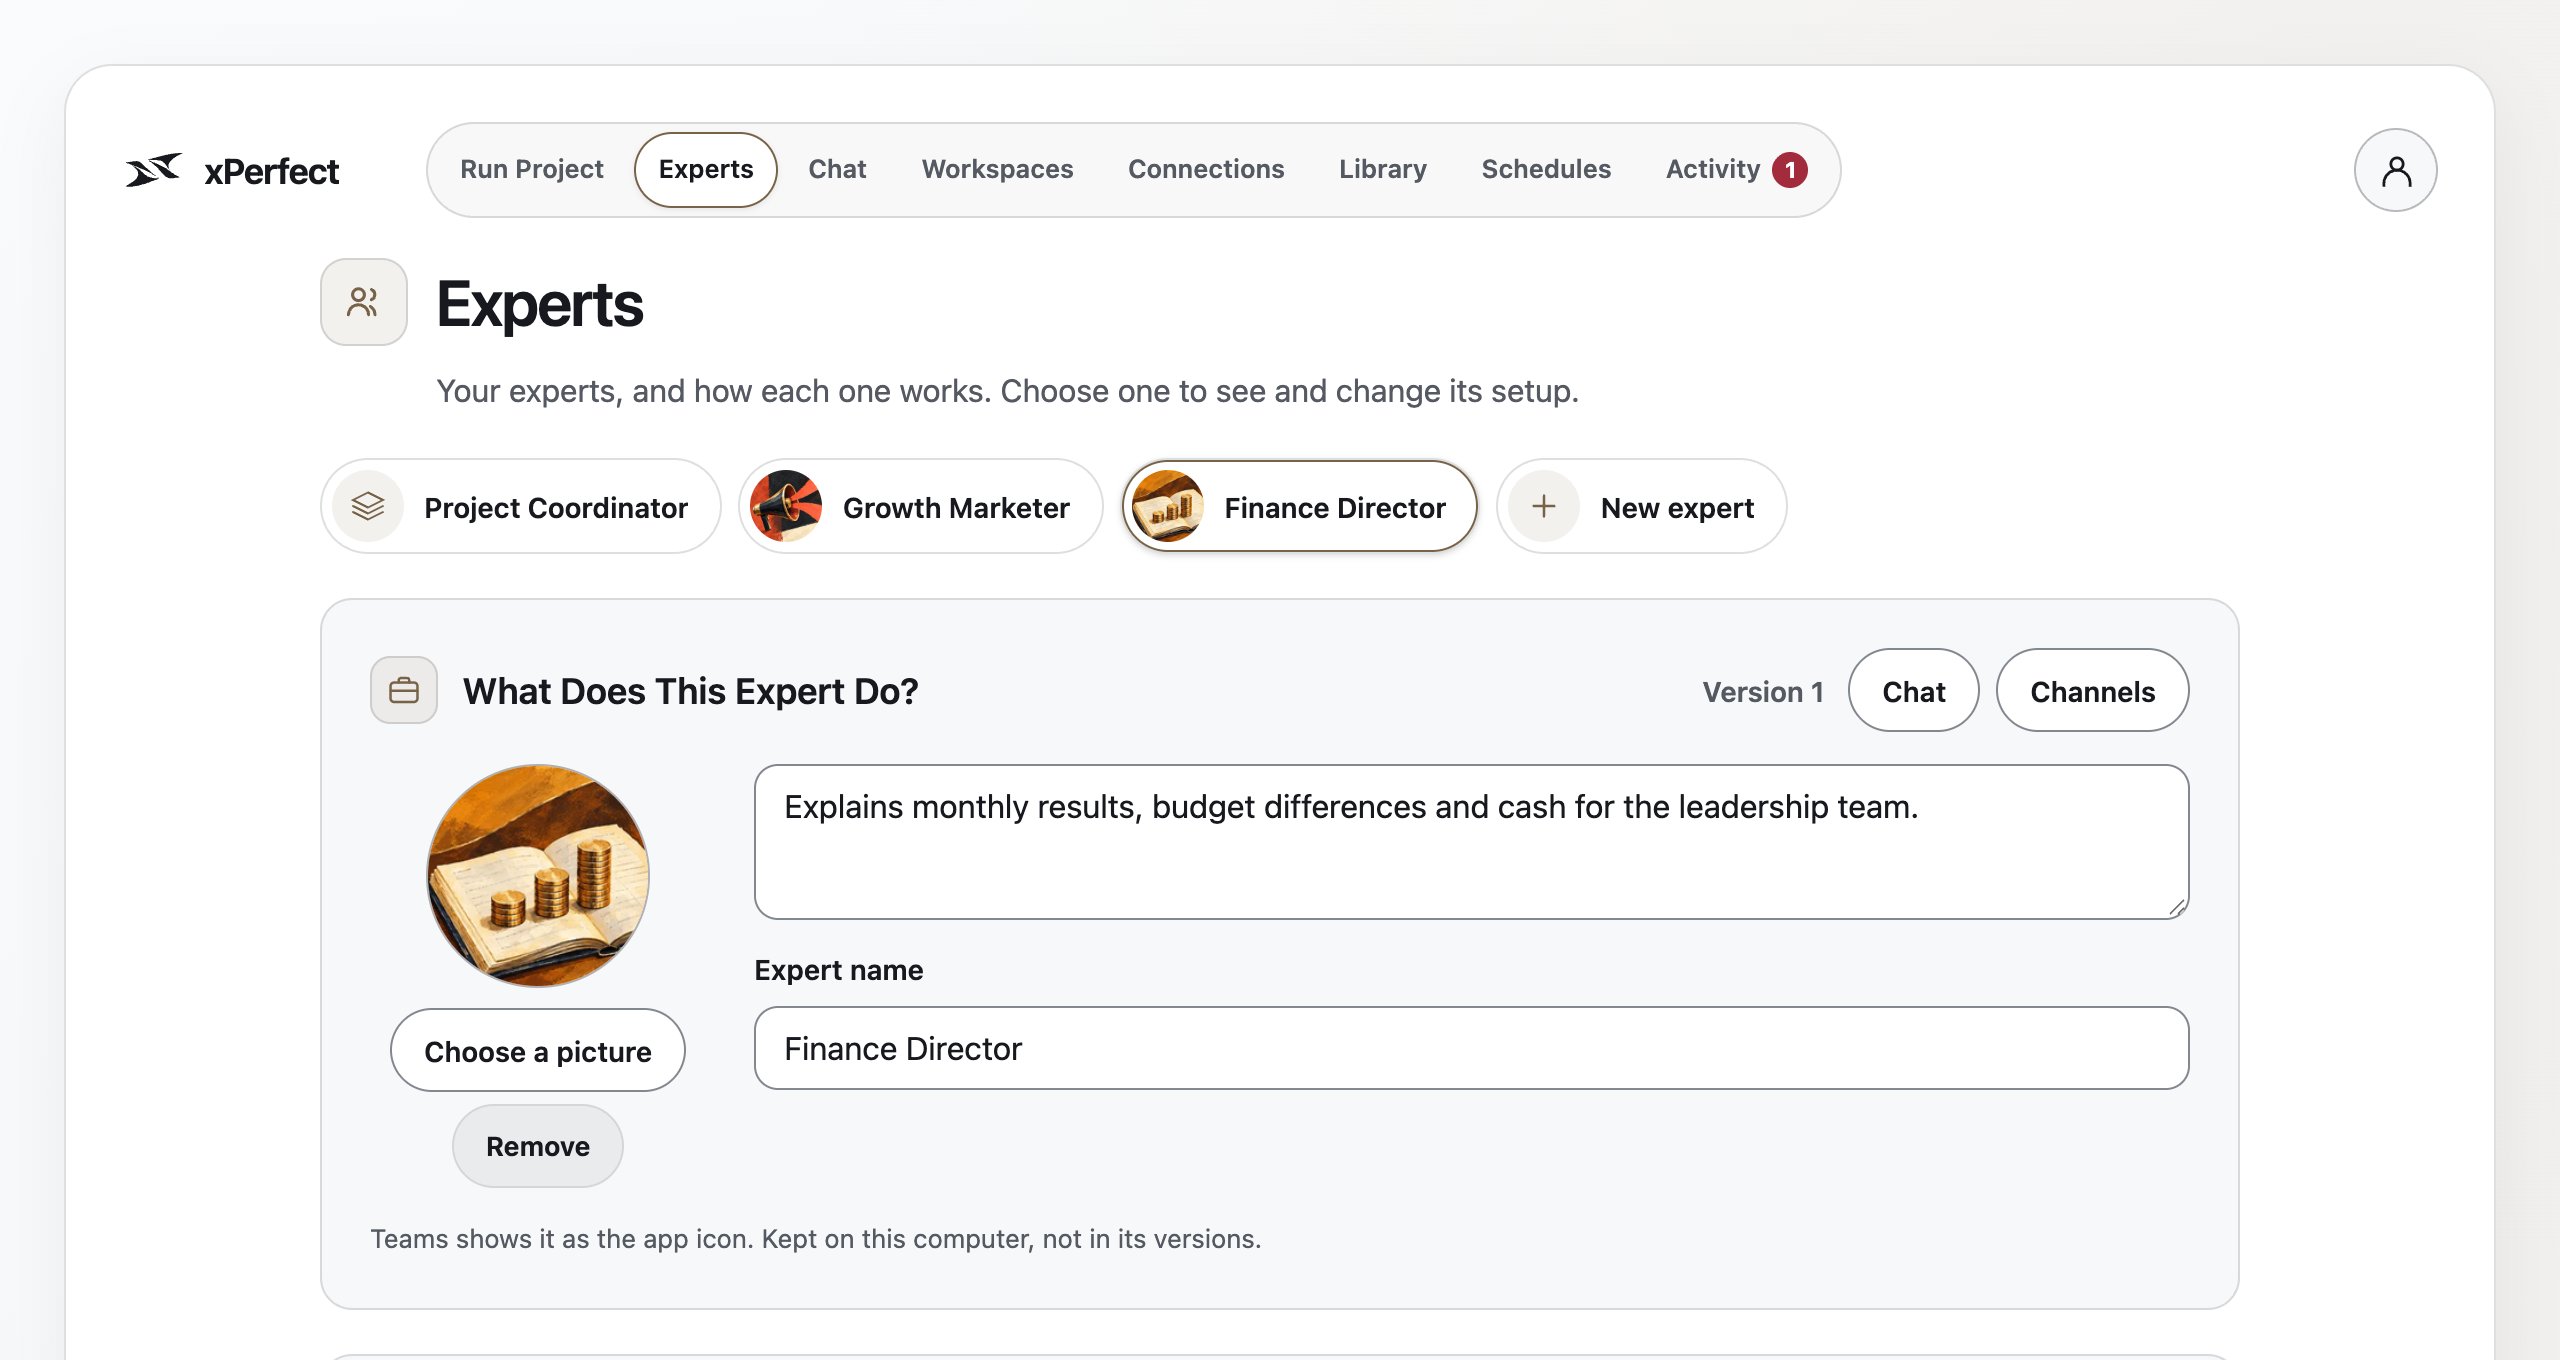 xPerfect
Run Project
Experts
Chat
Workspaces
Connections
Library
Schedules
Activity 1
Experts
Your experts, and how each one works. Choose one to see and change its setup.
Project Coordinator
Growth Marketer
Finance Director
New expert
What Does This Expert Do?
Version 1
Chat
Channels
Explains monthly results, budget differences and cash for the leadership team.
Expert name
Finance Director
Choose a picture
Remove
Teams shows it as the app icon. Kept on this computer, not in its versions.